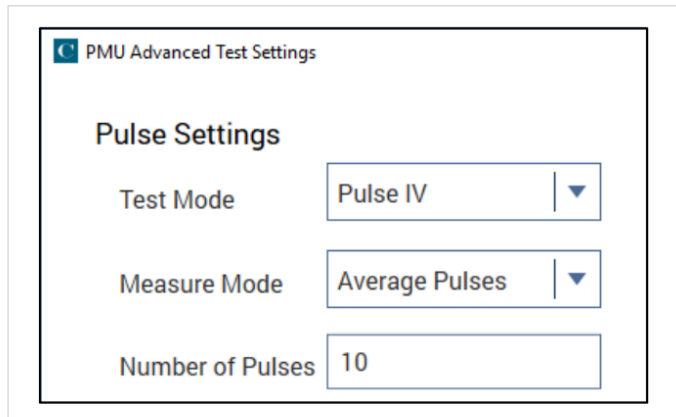 C PMU Advanced Test Settings
Pulse Settings
Test Mode Pulse IV
Measure Mode Average Pulses
Number of Pulses 10